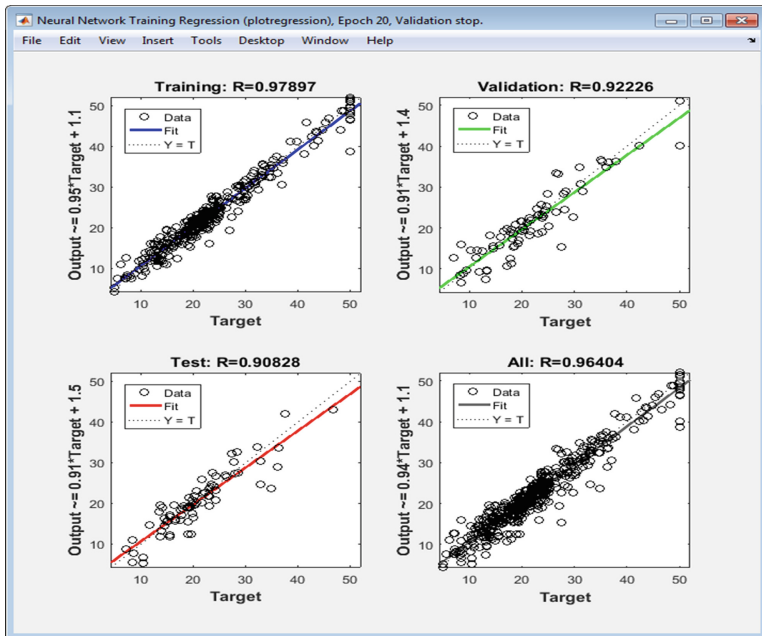 Neural Network Training Regression (plotregression), Epoch 20, Validation stop.
File Edit View Insert Tools Desktop Window Help
Training: R=0.97897
Output ~= 0.95*Target + 1.1
Data
Fit
Y = T
50
40
30
20
10
10 20 30 40 50
Target
Validation: R=0.92226
Output ~= 0.91*Target + 1.4
Data
Fit
Y = T
50
40
30
20
10
10 20 30 40 50
Target
Test: R=0.90828
Output ~= 0.91*Target + 1.5
Data
Fit
Y = T
50
40
30
20
10
10 20 30 40 50
Target
All: R=0.96404
Output ~= 0.94*Target + 1.1
Data
Fit
Y = T
50
40
30
20
10
10 20 30 40 50
Target